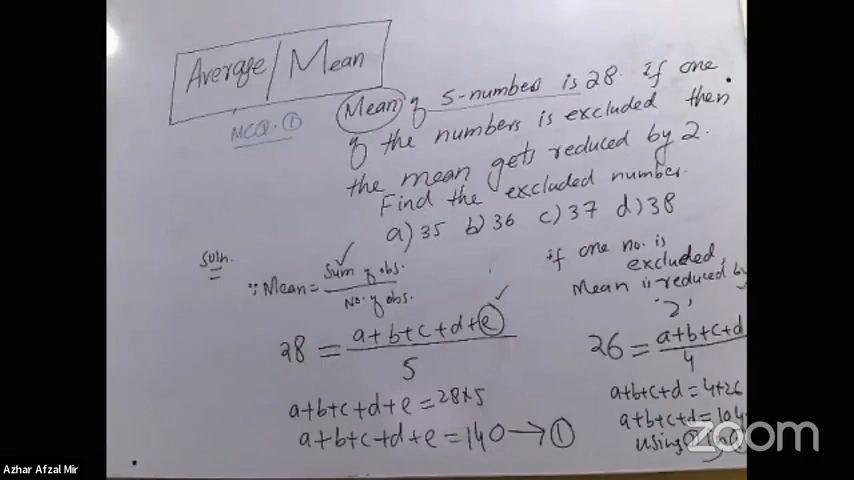 Average/Mean
MCQ.①
Mean of 5-numbers is 28. If one
of the numbers is excluded then
the mean gets reduced by 2.
Find the excluded number.
a) 35 b) 36 c) 37 d) 38
Soln.
∵ Mean = Sum of obs.
No. of obs.
28 = a+b+c+d+e
5
a+b+c+d+e = 28×5
a+b+c+d+e = 140 → ①
if one no. is
excluded,
Mean is reduced by
'2'
26 = a+b+c+d
4
a+b+c+d = 4×26
a+b+c+d = 104
using
zoom
Azhar Afzal Mir